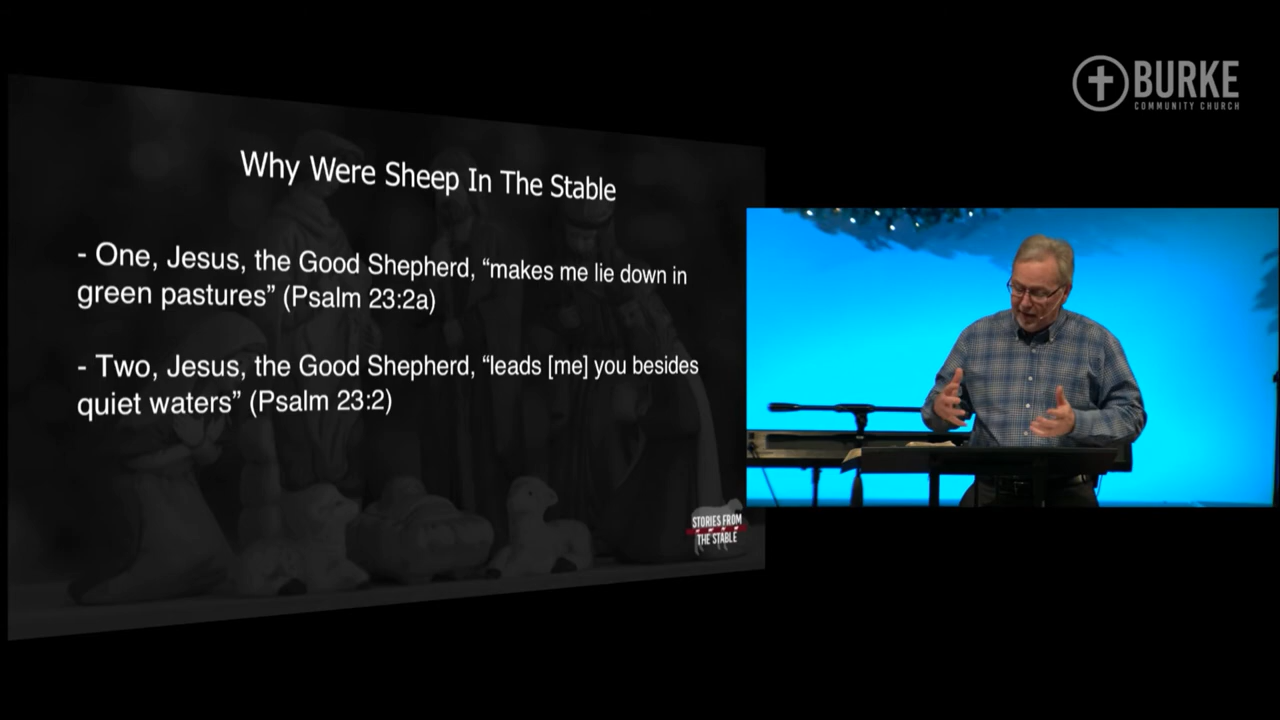 BURKE
COMMUNITY CHURCH
Why Were Sheep In The Stable
- One, Jesus, the Good Shepherd, “makes me lie down in
green pastures” (Psalm 23:2a)
- Two, Jesus, the Good Shepherd, “leads [me] you besides
quiet waters” (Psalm 23:2)
STORIES FROM
THE STABLE